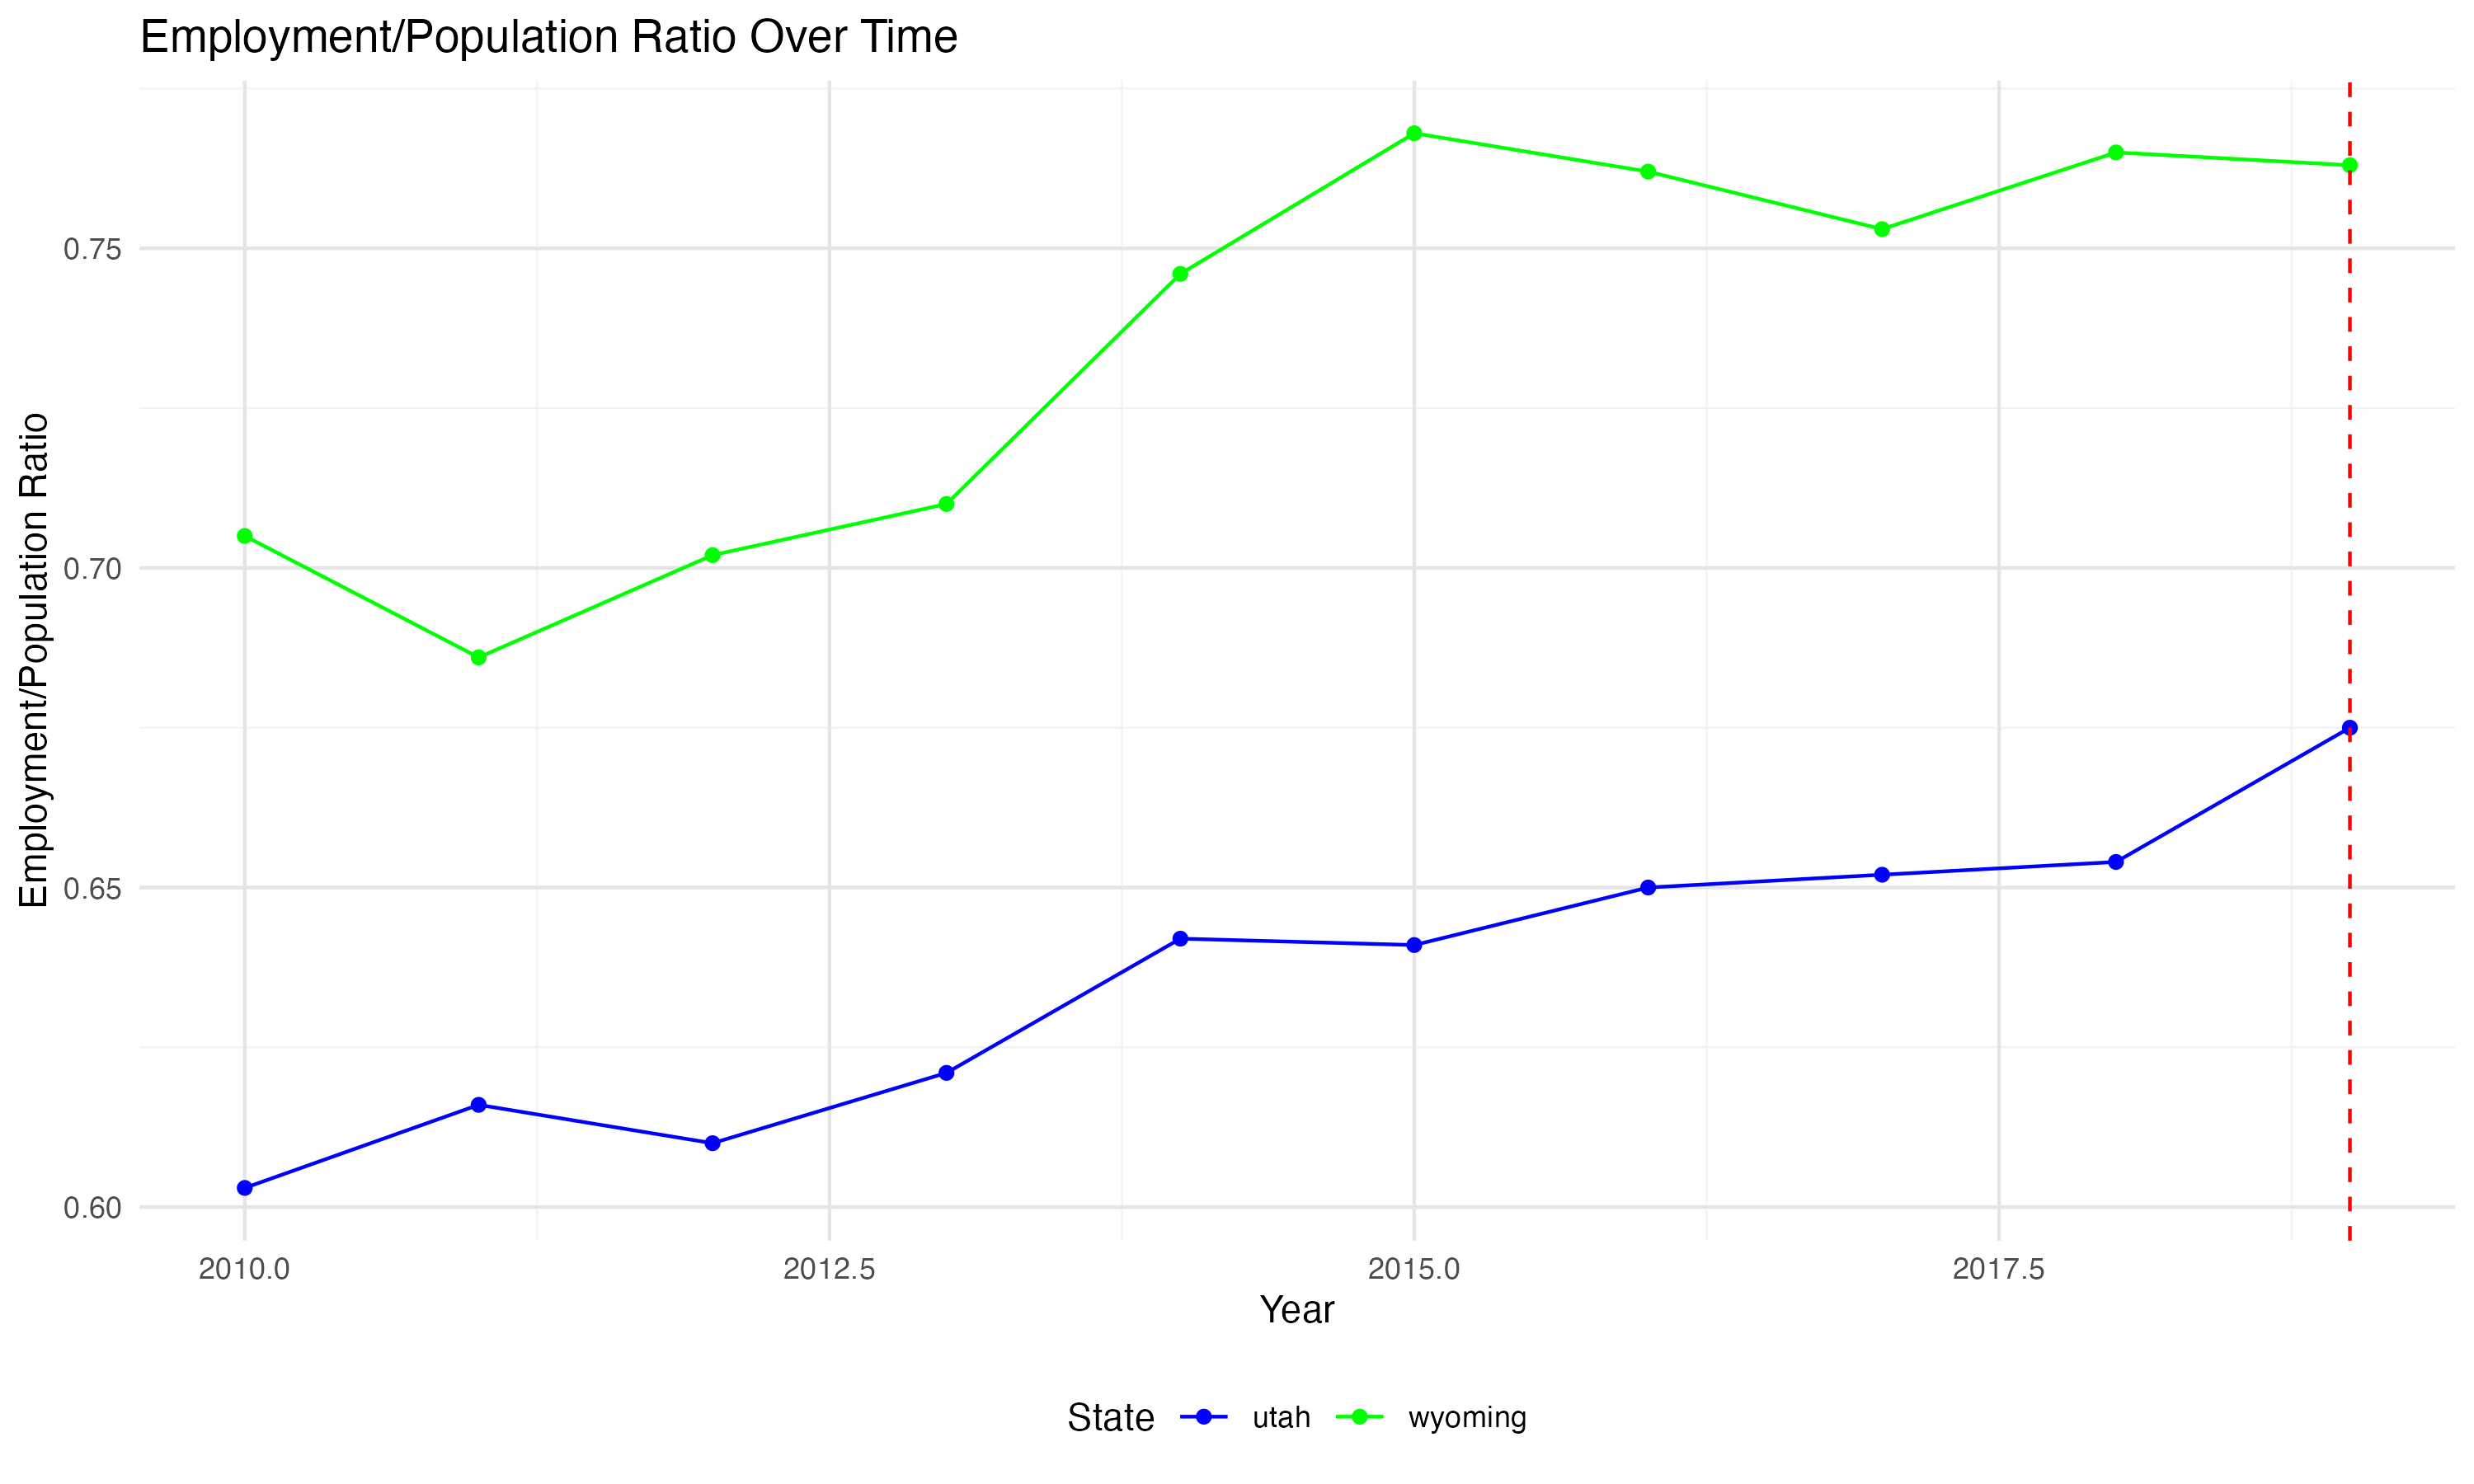 Employment/Population Ratio Over Time
Employment/Population Ratio
0.75
0.70
0.65
0.60
2010.0 2012.5 2015.0 2017.5
Year
State utah wyoming